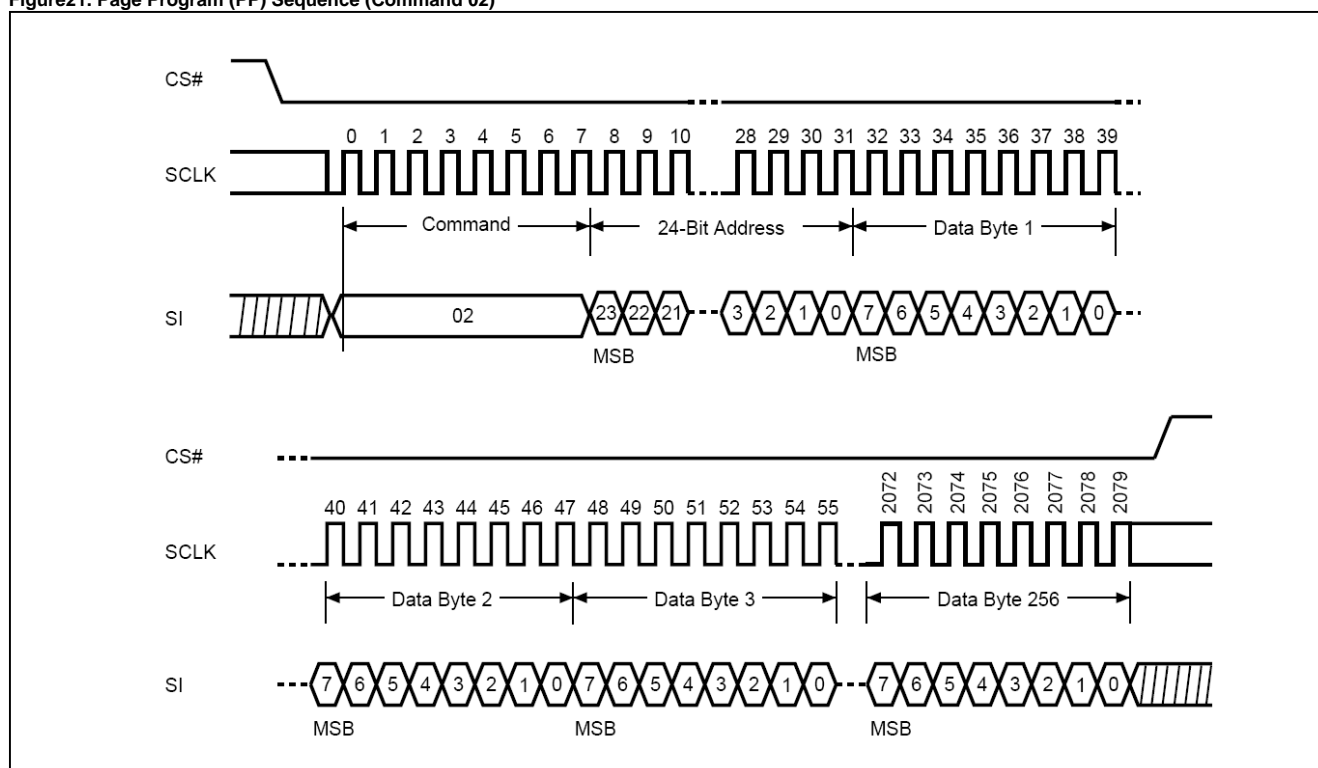 Figure21. Page Program (PP) Sequence (Command 02)
CS#
0 1 2 3 4 5 6 7 8 9 10 28 29 30 31 32 33 34 35 36 37 38 39
SCLK
Command 24-Bit Address Data Byte 1
SI 02 23 22 21 3 2 1 0 7 6 5 4 3 2 1 0
MSB MSB
CS#
2072 2073 2074 2075 2076 2077 2078 2079
40 41 42 43 44 45 46 47 48 49 50 51 52 53 54 55
SCLK
Data Byte 2 Data Byte 3 Data Byte 256
SI 7 6 5 4 3 2 1 0 7 6 5 4 3 2 1 0 7 6 5 4 3 2 1 0
MSB MSB MSB